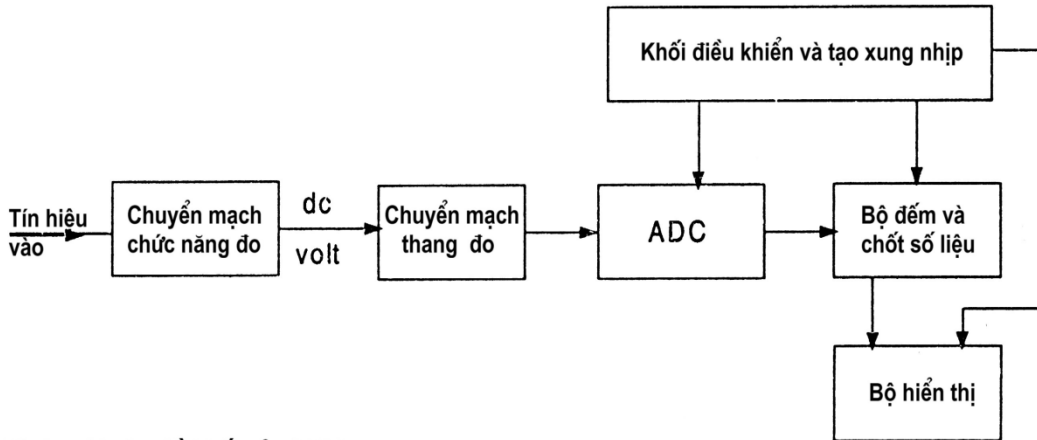 Khối điều khiển và tạo xung nhịp
Tín hiệu
vào
Chuyển mạch
chức năng đo
dc
volt
Chuyển mạch
thang đo
ADC
Bộ đếm và
chốt số liệu
Bộ hiển thị